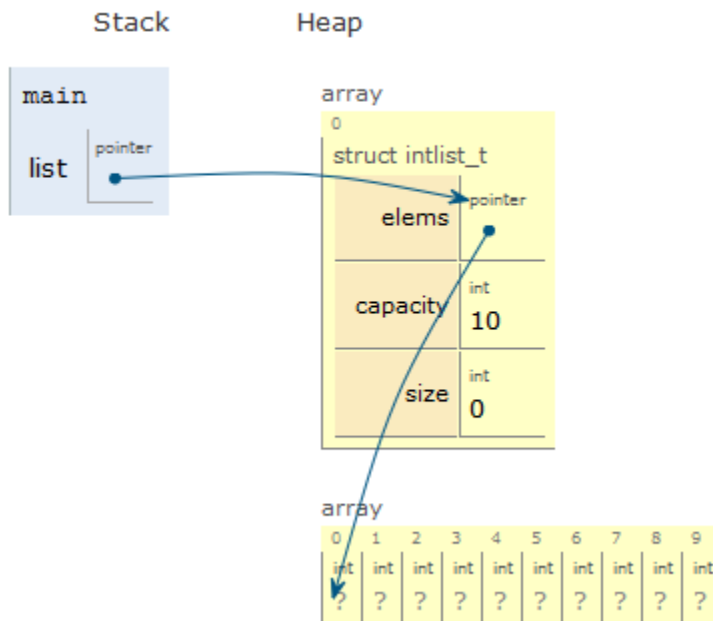 Stack Heap
main
list pointer
array
0
struct intlist_t
elems pointer
capacity int
10
size int
0
array
0 1 2 3 4 5 6 7 8 9
int int int int int int int int int int
? ? ? ? ? ? ? ? ? ?